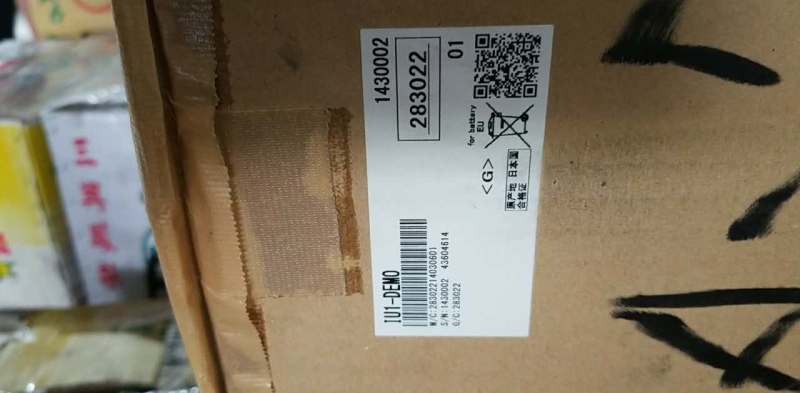 1430002
283022
01
for battery
EU
<G>
原产地 日本国
合格证
IU1-DEMO
M/C:28302214030601
S/N:1430002 43604614
G/C:283022